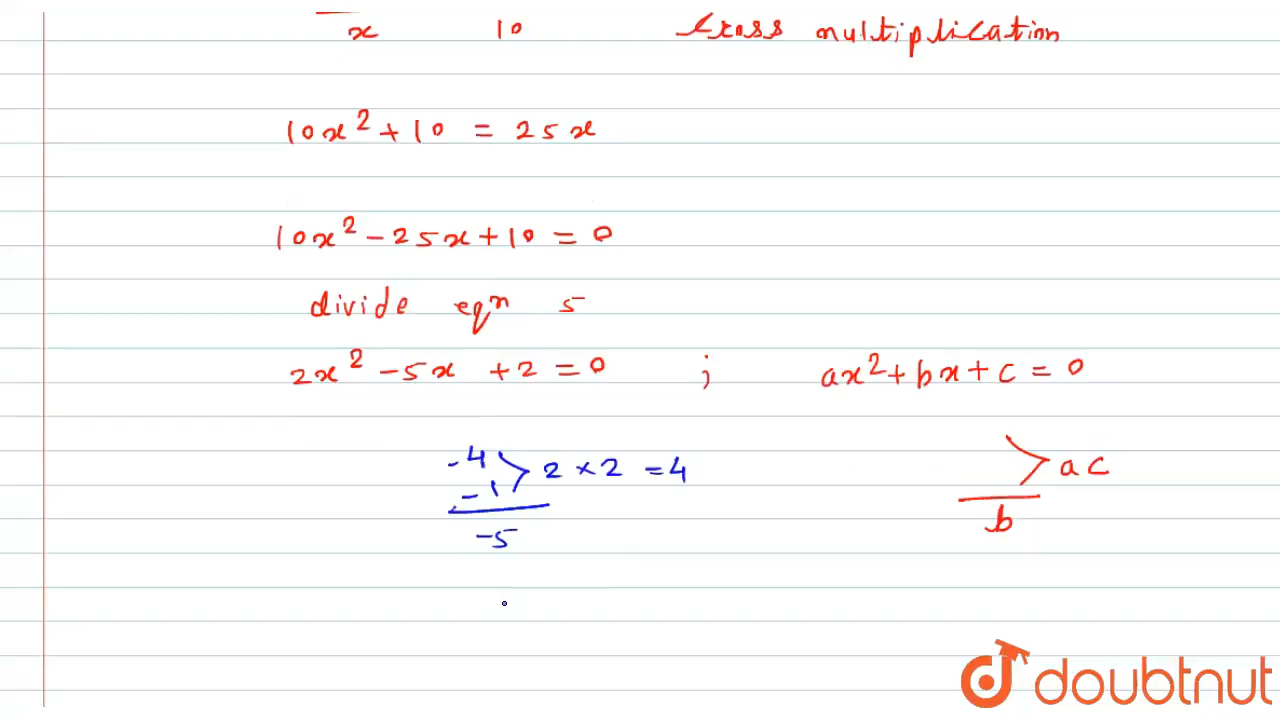 x 10 Cross multiplication
10x² + 10 = 25x
10x² - 25x + 10 = 0
divide eqn 5
2x² - 5x + 2 = 0 ; ax² + bx + c = 0
-4
-1 > 2 × 2 = 4 > ac
-5 b
doubtnut